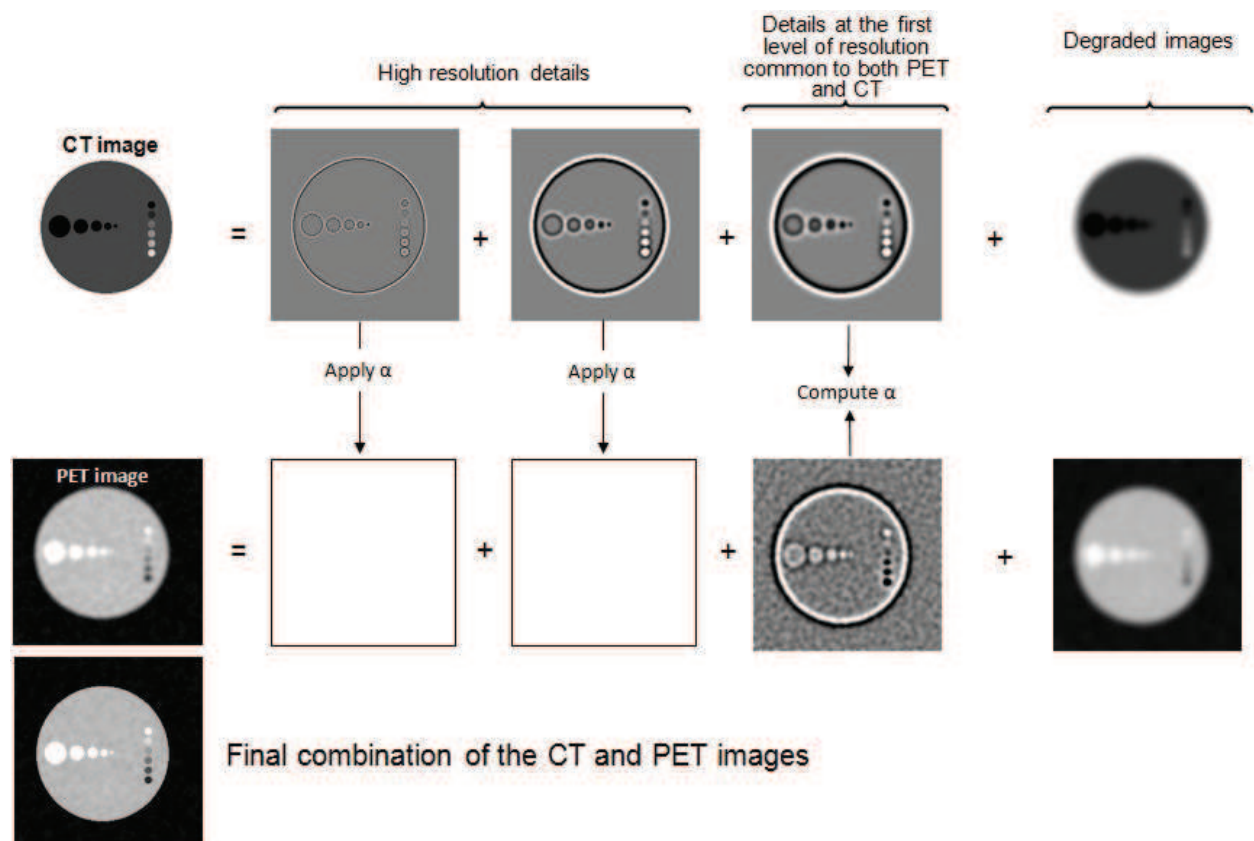 High resolution details
Details at the first
level of resolution
common to both PET
and CT
Degraded images
CT image
=
+
+
+
Apply α
Apply α
Compute α
PET image
=
+
+
+
Final combination of the CT and PET images